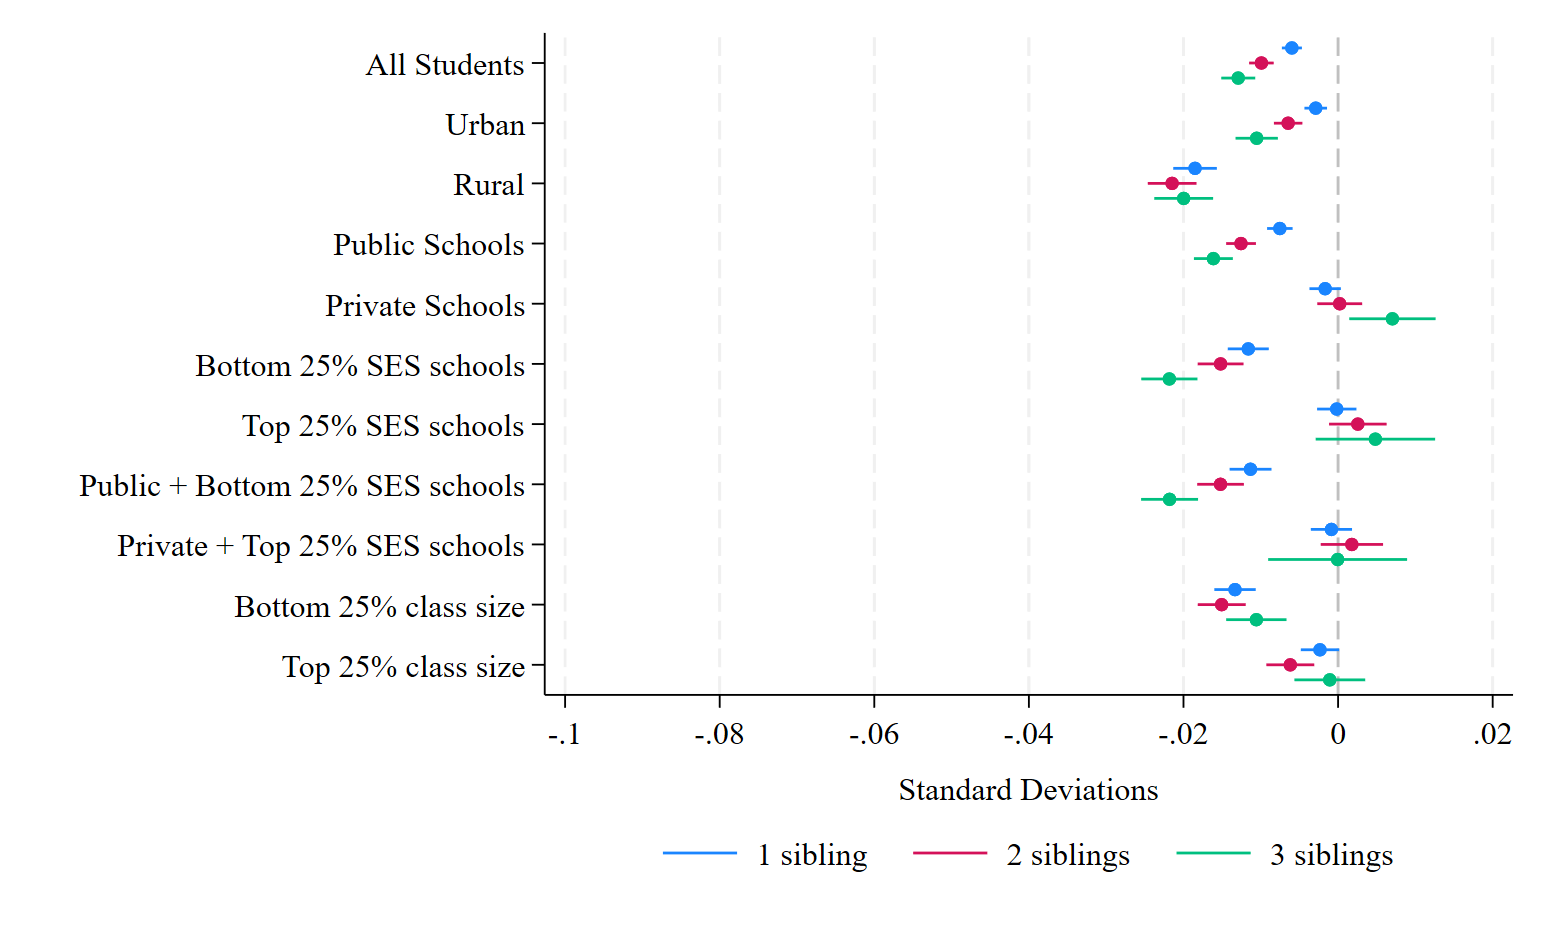 All Students
Urban
Rural
Public Schools
Private Schools
Bottom 25% SES schools
Top 25% SES schools
Public + Bottom 25% SES schools
Private + Top 25% SES schools
Bottom 25% class size
Top 25% class size
-.1 -.08 -.06 -.04 -.02 0 .02
Standard Deviations
1 sibling 2 siblings 3 siblings